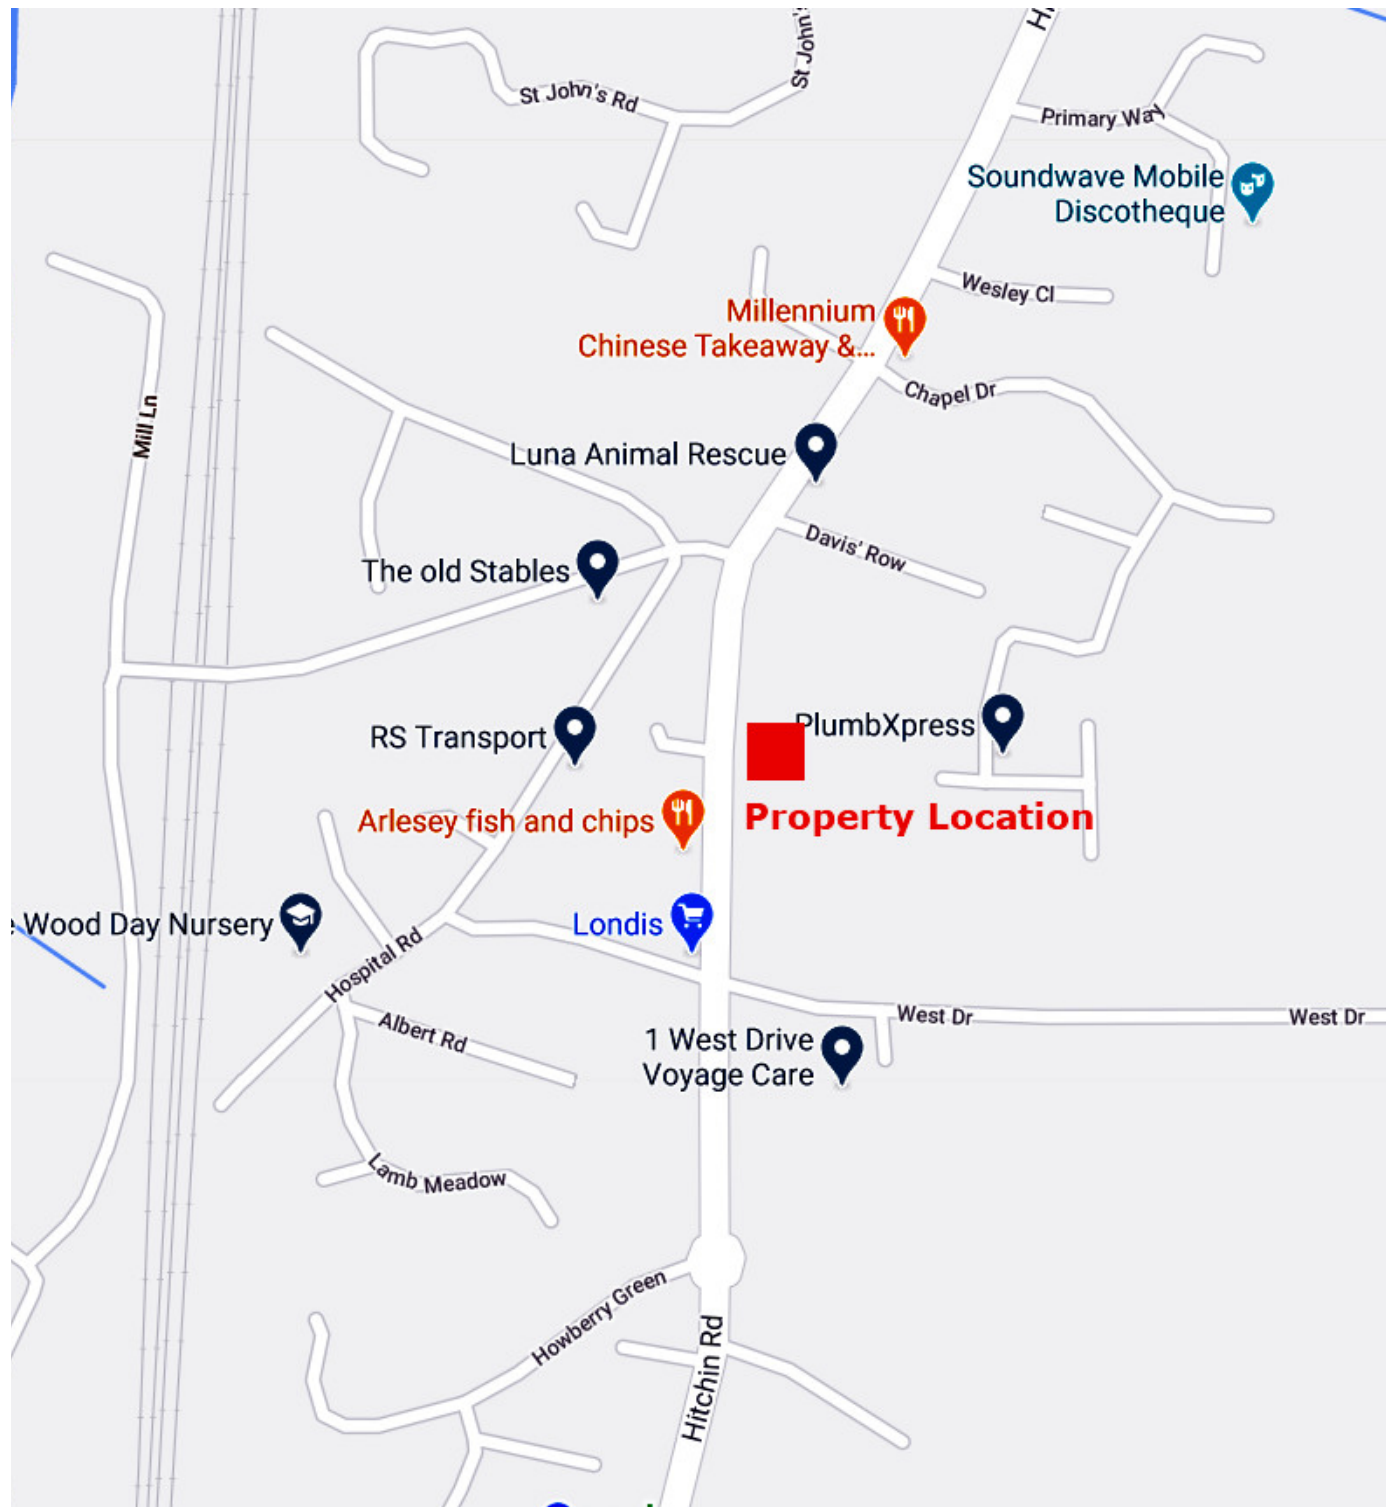 St John's Rd
St John's
H
Primary Way
Soundwave Mobile
Discotheque
Wesley Cl
Millennium
Chinese Takeaway &...
Chapel Dr
Mill Ln
Luna Animal Rescue
Davis' Row
The old Stables
RS Transport
PlumbXpress
Property Location
Arlesey fish and chips
Londis
Wood Day Nursery
Hospital Rd
Albert Rd
West Dr
West Dr
1 West Drive
Voyage Care
Lamb Meadow
Howberry Green
Hitchin Rd